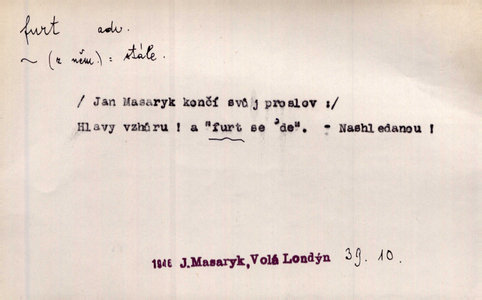 furt adv.
~ (z něm.): stále.
/ Jan Masaryk končí svůj proslov :/
Hlavy vzhůru ! a "furt se 'de". - Nashledanou !
1946 J.Masaryk,Volá Londýn 39. 10.